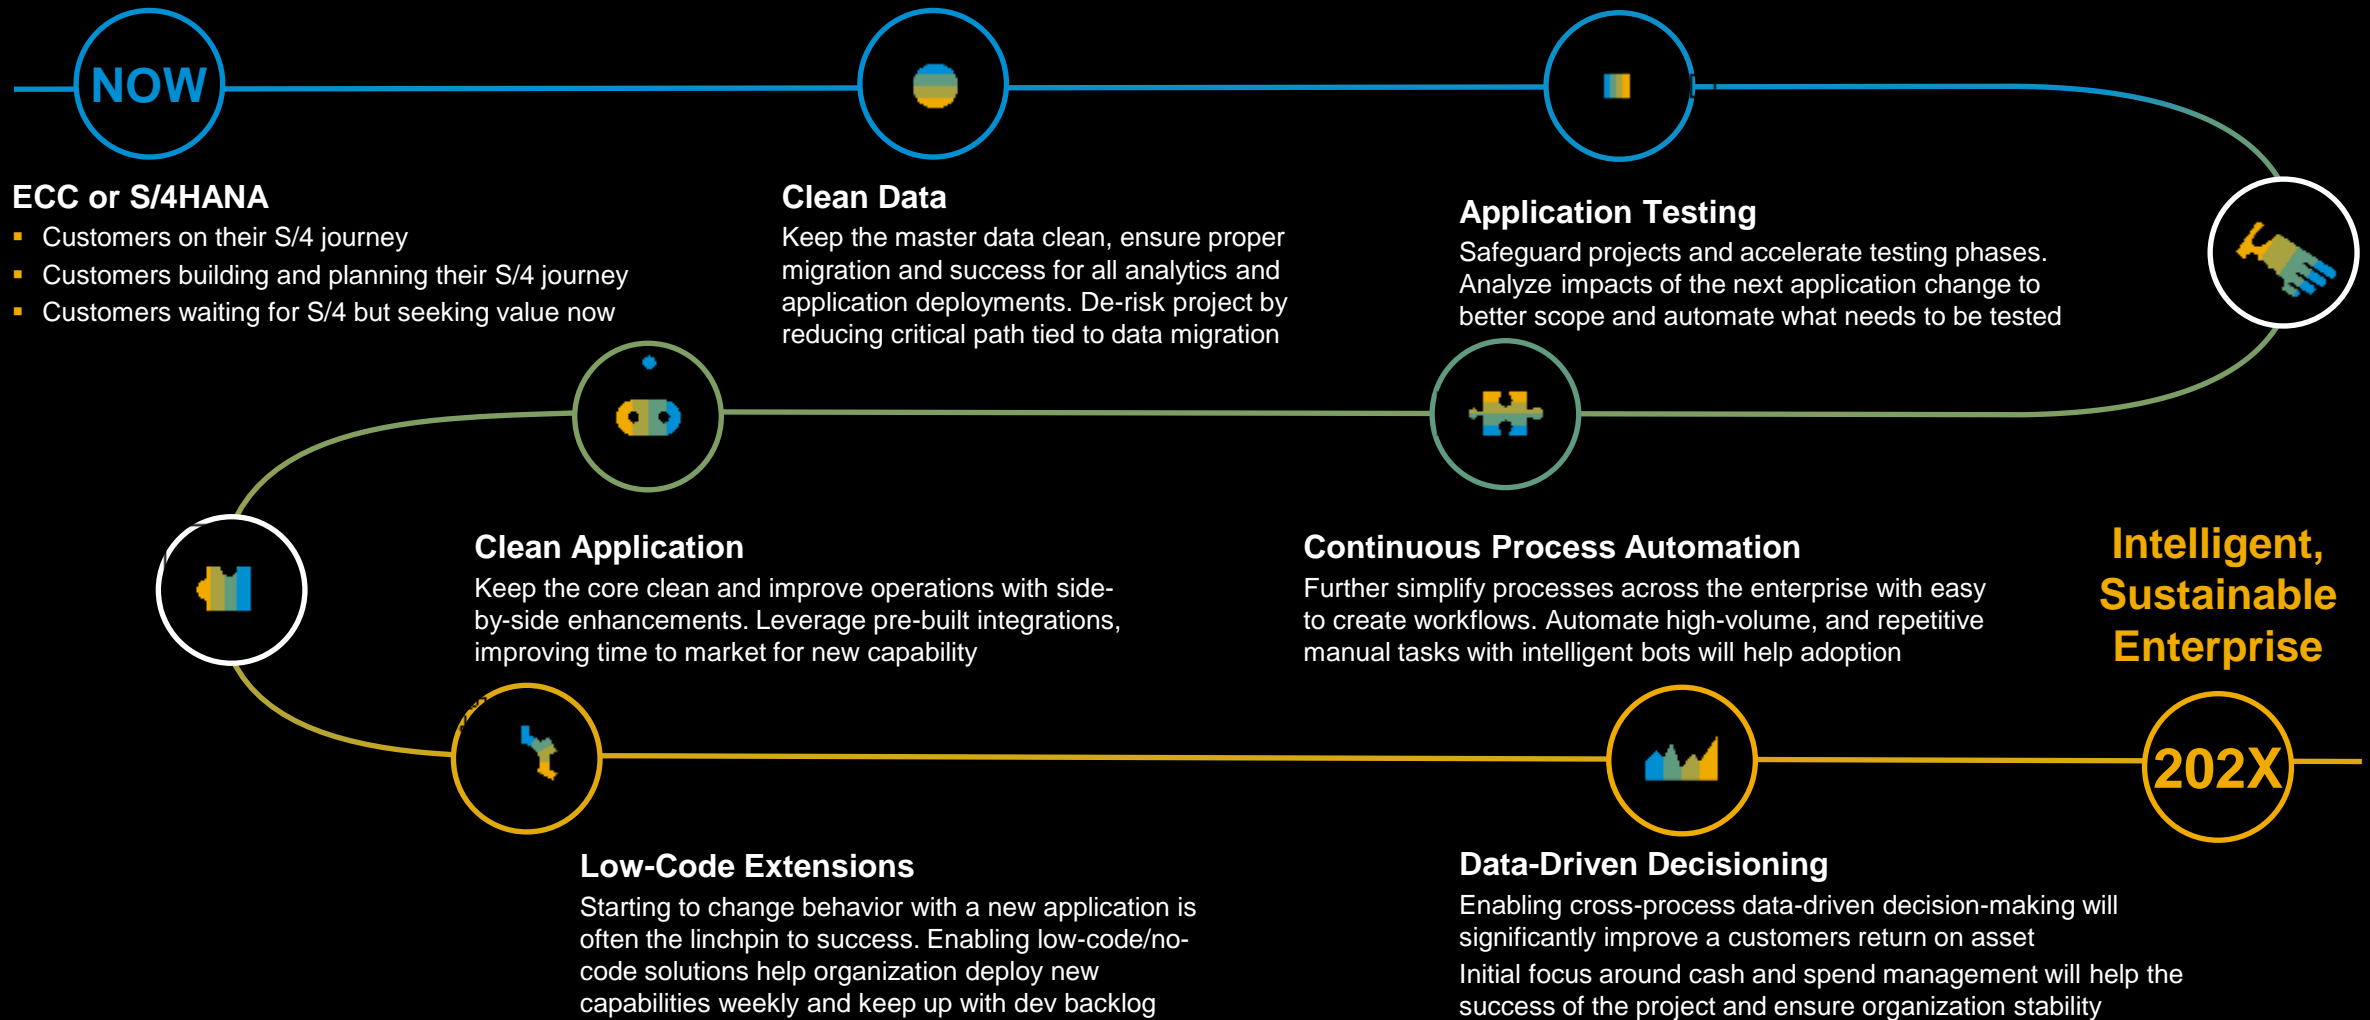 NOW
ECC or S/4HANA
▪ Customers on their S/4 journey
▪ Customers building and planning their S/4 journey
▪ Customers waiting for S/4 but seeking value now
Clean Data
Keep the master data clean, ensure proper
migration and success for all analytics and
application deployments. De-risk project by
reducing critical path tied to data migration
Application Testing
Safeguard projects and accelerate testing phases.
Analyze impacts of the next application change to
better scope and automate what needs to be tested
Clean Application
Keep the core clean and improve operations with side-
by-side enhancements. Leverage pre-built integrations,
improving time to market for new capability
Continuous Process Automation
Further simplify processes across the enterprise with easy
to create workflows. Automate high-volume, and repetitive
manual tasks with intelligent bots will help adoption
Intelligent,
Sustainable
Enterprise
202X
Low-Code Extensions
Starting to change behavior with a new application is
often the linchpin to success. Enabling low-code/no-
code solutions help organization deploy new
capabilities weekly and keep up with dev backlog
Data-Driven Decisioning
Enabling cross-process data-driven decision-making will
significantly improve a customers return on asset
Initial focus around cash and spend management will help the
success of the project and ensure organization stability